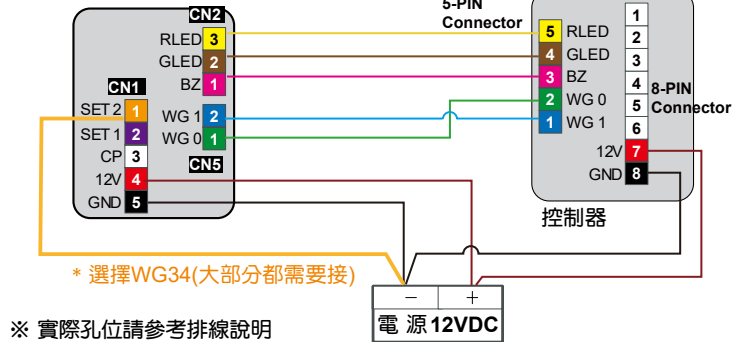 CN2
RLED 3
GLED 2
BZ 1
CN1
SET 2 1
SET 1 2
CP 3
12V 4
GND 5
WG 1 2
WG 0 1
CN5
5-PIN
Connector
5 RLED
4 GLED
3 BZ
2 WG 0
1 WG 1
1
2
3
4
5
6
12V 7
GND 8
8-PIN
Connector
控制器
* 選擇WG34(大部分都需要接)
− +
電 源 12VDC
※ 實際孔位請參考排線說明